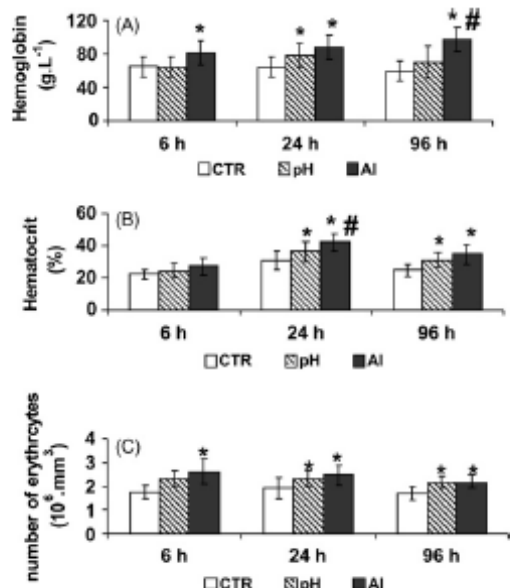 (A)
Hemoglobin
(g.L⁻¹)
120
80
40
0
* * * * #
6 h 24 h 96 h
CTR pH Al
(B)
Hematocrit
(%)
60
40
20
0
* * # * *
6 h 24 h 96 h
CTR pH Al
(C)
number of erythrcytes
(10⁶.mm³)
4
3
2
1
0
* * * * *
6 h 24 h 96 h
CTR pH Al